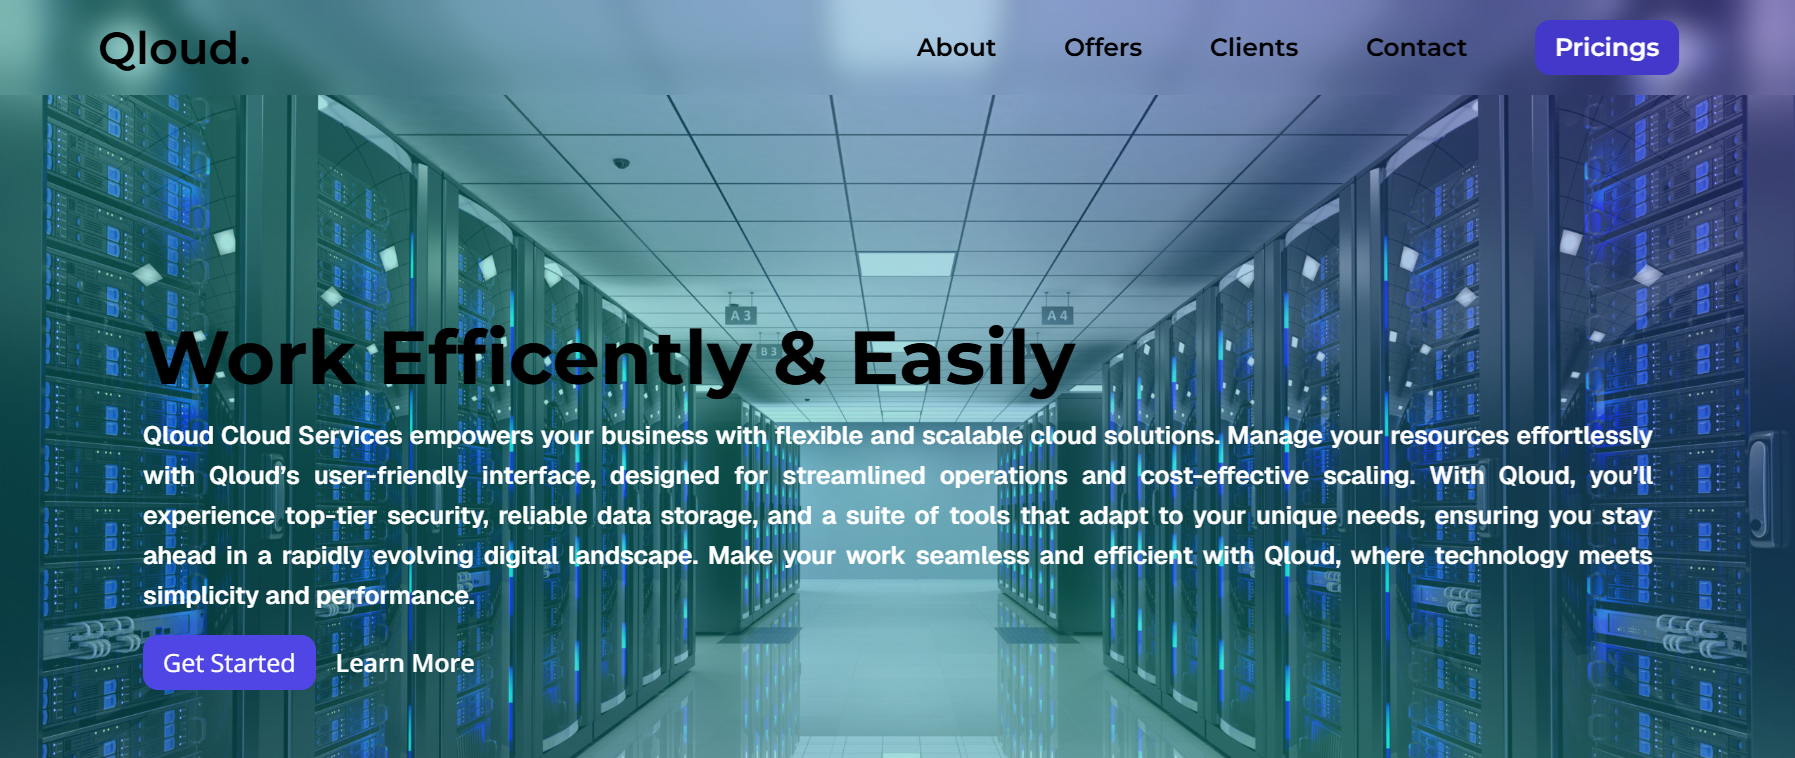 Qloud.
About Offers Clients Contact Pricings
A 3
A 4
B 3
Work Efficently & Easily
Qloud Cloud Services empowers your business with flexible and scalable cloud solutions. Manage your resources effortlessly
with Qloud’s user-friendly interface, designed for streamlined operations and cost-effective scaling. With Qloud, you’ll
experience top-tier security, reliable data storage, and a suite of tools that adapt to your unique needs, ensuring you stay
ahead in a rapidly evolving digital landscape. Make your work seamless and efficient with Qloud, where technology meets
simplicity and performance.
Get Started Learn More